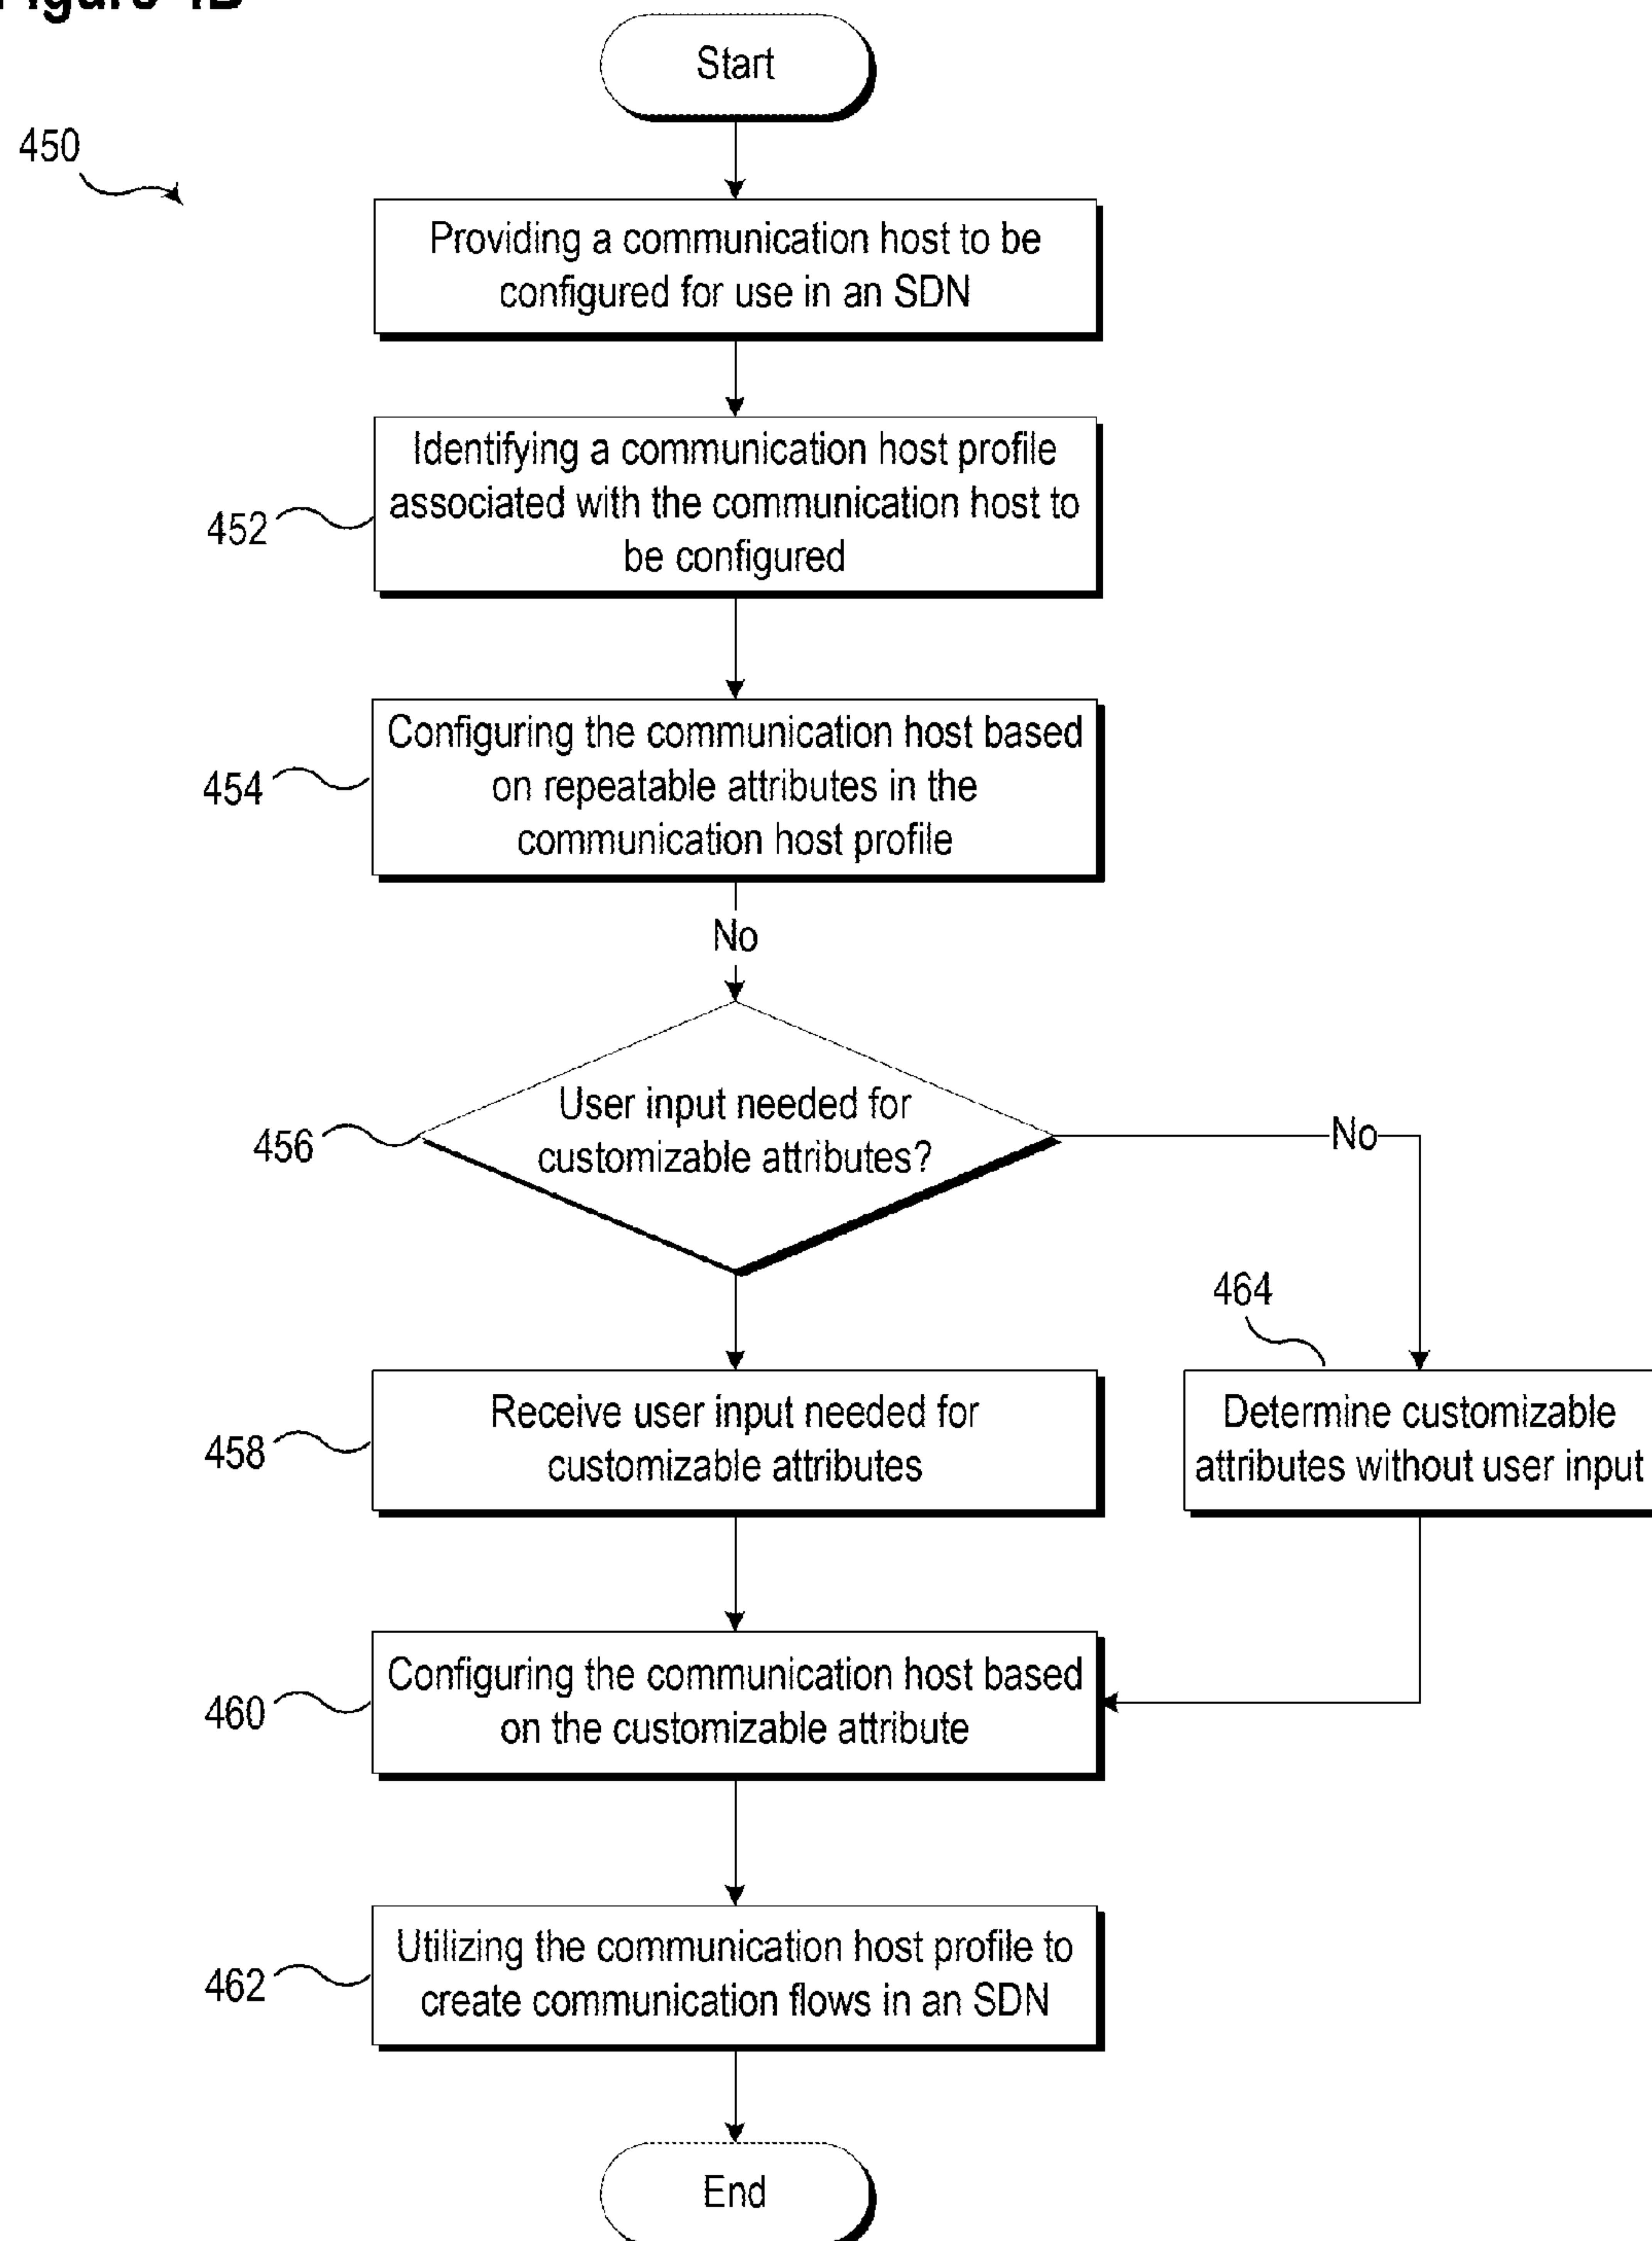 Start
450
Providing a communication host to be
configured for use in an SDN
Identifying a communication host profile
associated with the communication host to
be configured
452
Configuring the communication host based
on repeatable attributes in the
communication host profile
454
No
User input needed for
customizable attributes?
456
No
464
Receive user input needed for
customizable attributes
458
Determine customizable
attributes without user input
Configuring the communication host based
on the customizable attribute
460
Utilizing the communication host profile to
create communication flows in an SDN
462
End